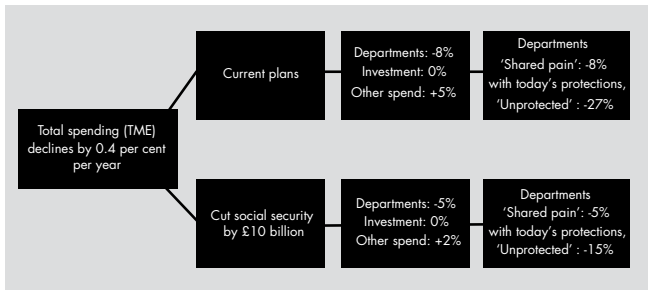 Total spending (TME)
declines by 0.4 per cent
per year
Current plans
Departments: -8%
Investment: 0%
Other spend: +5%
Departments
‘Shared pain’: -8%
with today’s protections,
‘Unprotected’ : -27%
Cut social security
by £10 billion
Departments: -5%
Investment: 0%
Other spend: +2%
Departments
‘Shared pain’: -5%
with today’s protections,
‘Unprotected’ : -15%